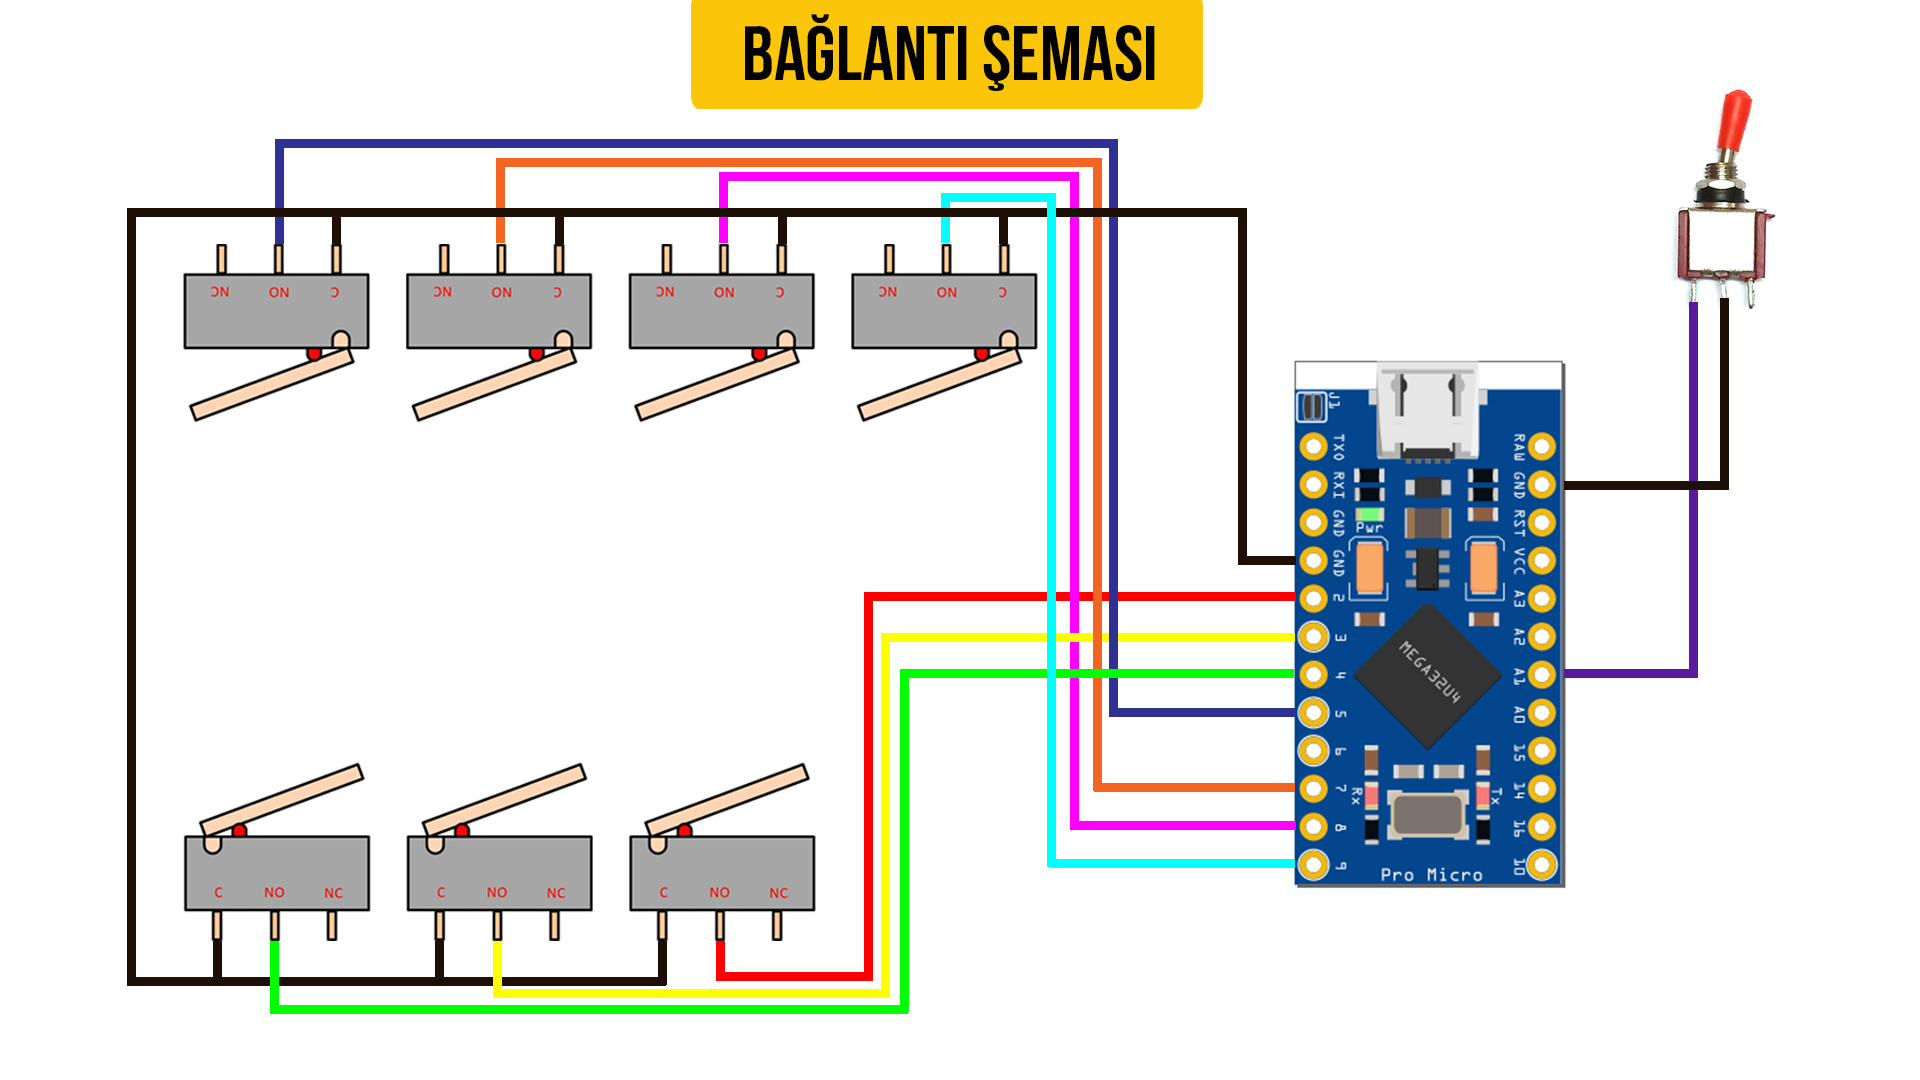 BAĞLANTI ŞEMASI
NC NO C
NC NO C
NC NO C
NC NO C
C NO NC
C NO NC
C NO NC
J1
TXO
RXI
GND
GND
2
3
4
5
6
7
8
9
RAW
GND
RST
VCC
A3
A2
A1
A0
15
14
16
10
Pwr
MEGA32U4
Rx
Tx
Pro Micro